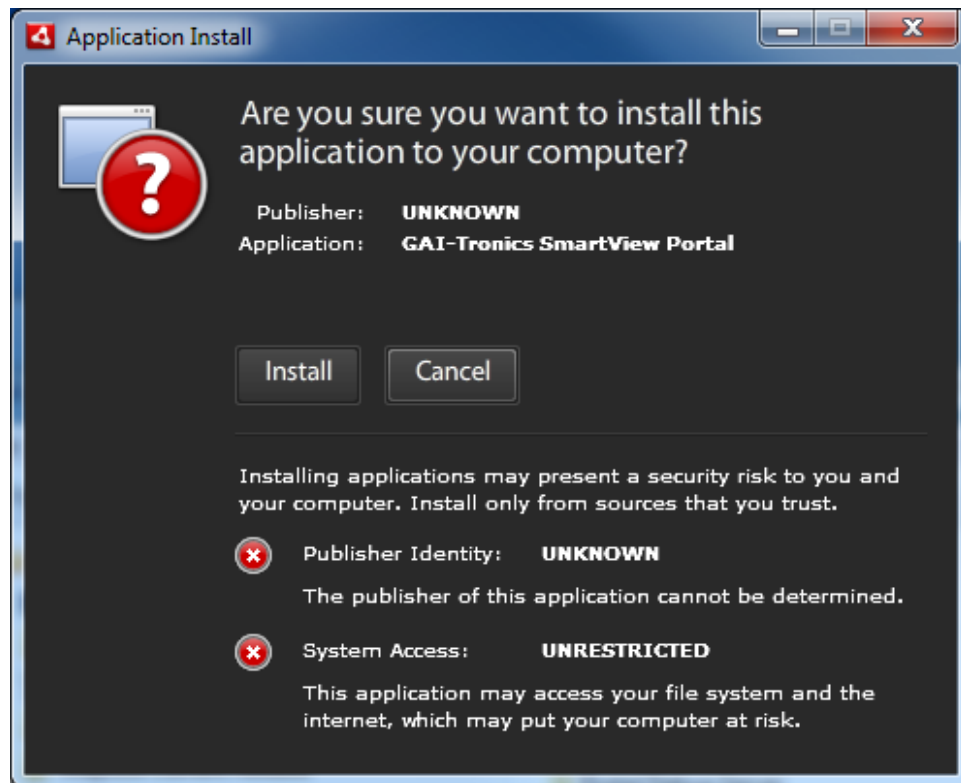 Application Install
Are you sure you want to install this
application to your computer?
Publisher: UNKNOWN
Application: GAI-Tronics SmartView Portal
Install Cancel
Installing applications may present a security risk to you and
your computer. Install only from sources that you trust.
Publisher Identity: UNKNOWN
The publisher of this application cannot be determined.
System Access: UNRESTRICTED
This application may access your file system and the
internet, which may put your computer at risk.